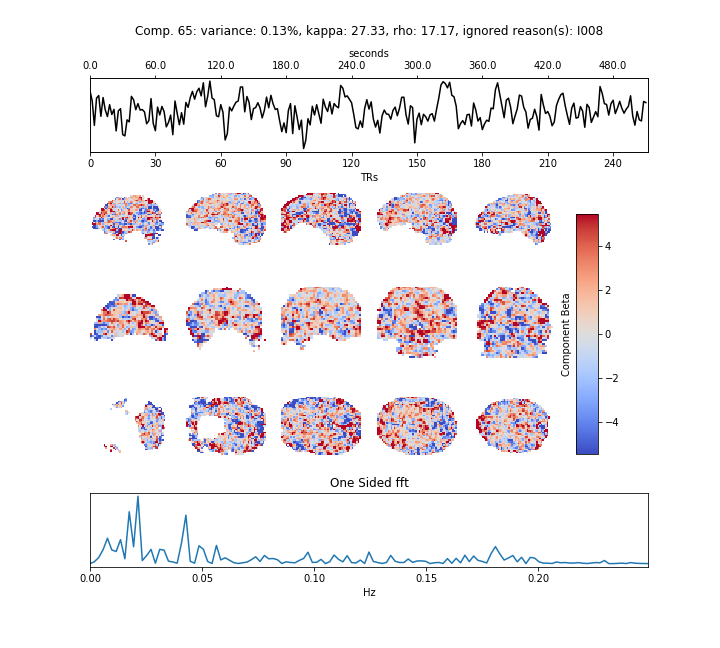 Comp. 65: variance: 0.13%, kappa: 27.33, rho: 17.17, ignored reason(s): I008
seconds
0.0 60.0 120.0 180.0 240.0 300.0 360.0 420.0 480.0
0 30 60 90 120 150 180 210 240
TRs
4
2
0
−2
−4
Component Beta
One Sided fft
0.00 0.05 0.10 0.15 0.20
Hz